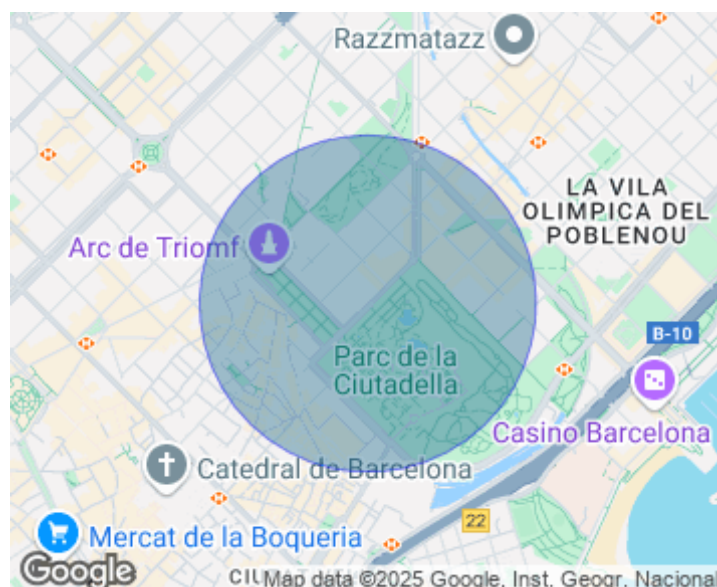 Razzmatazz
LA VILA
OLIMPICA DEL
POBLENOU
Arc de Triomf
B-10
Parc de la
Ciutadella
Casino Barcelona
Catedral de Barcelona
22
Mercat de la Boqueria
Google
Map data ©2025 Google, Inst. Geogr. Nacional